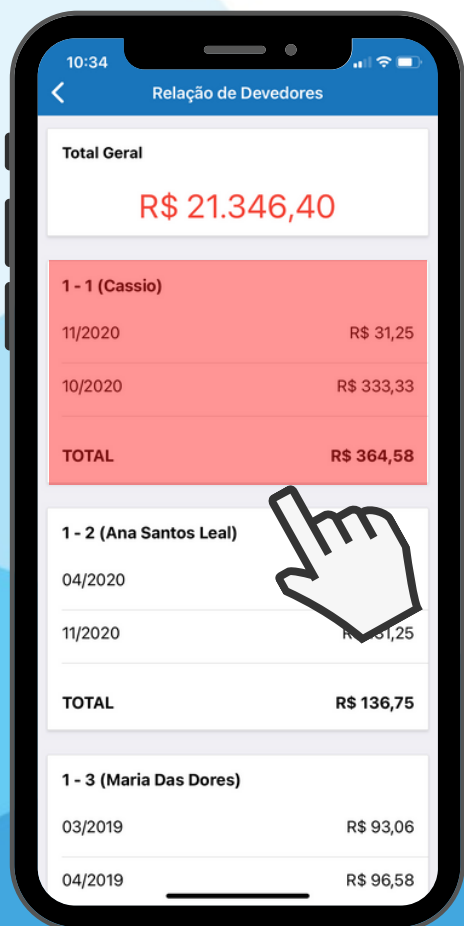 10:34
Relação de Devedores
Total Geral
R$ 21.346,40
1 - 1 (Cassio)
11/2020 R$ 31,25
10/2020 R$ 333,33
TOTAL R$ 364,58
1 - 2 (Ana Santos Leal)
04/2020
11/2020
TOTAL R$ 136,75
1 - 3 (Maria Das Dores)
03/2019 R$ 93,06
04/2019 R$ 96,58